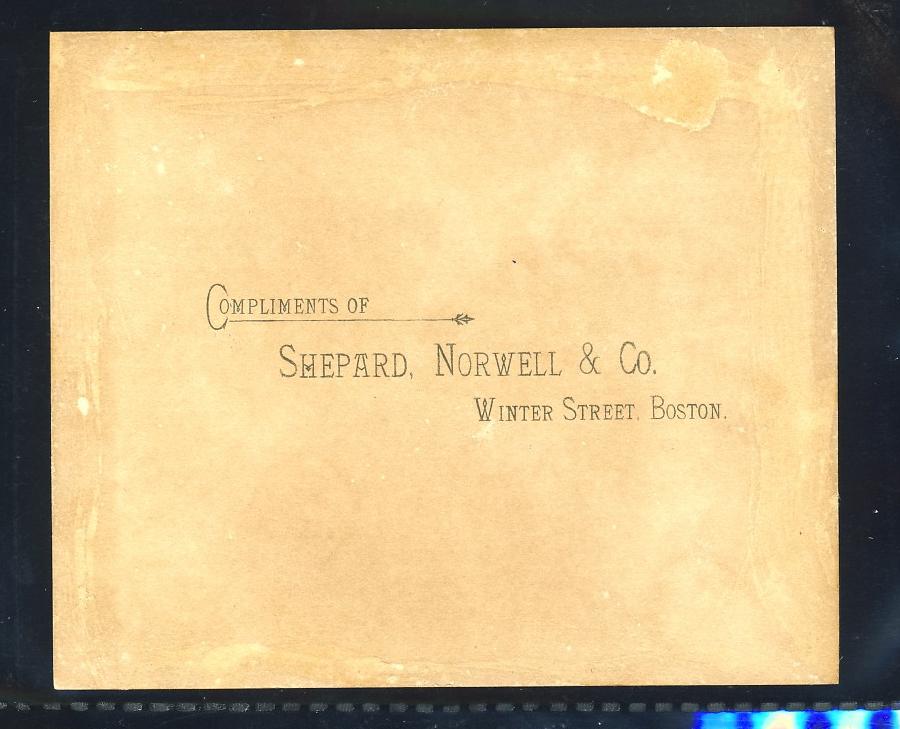 Compliments of
Shepard, Norwell & Co.
Winter Street, Boston.